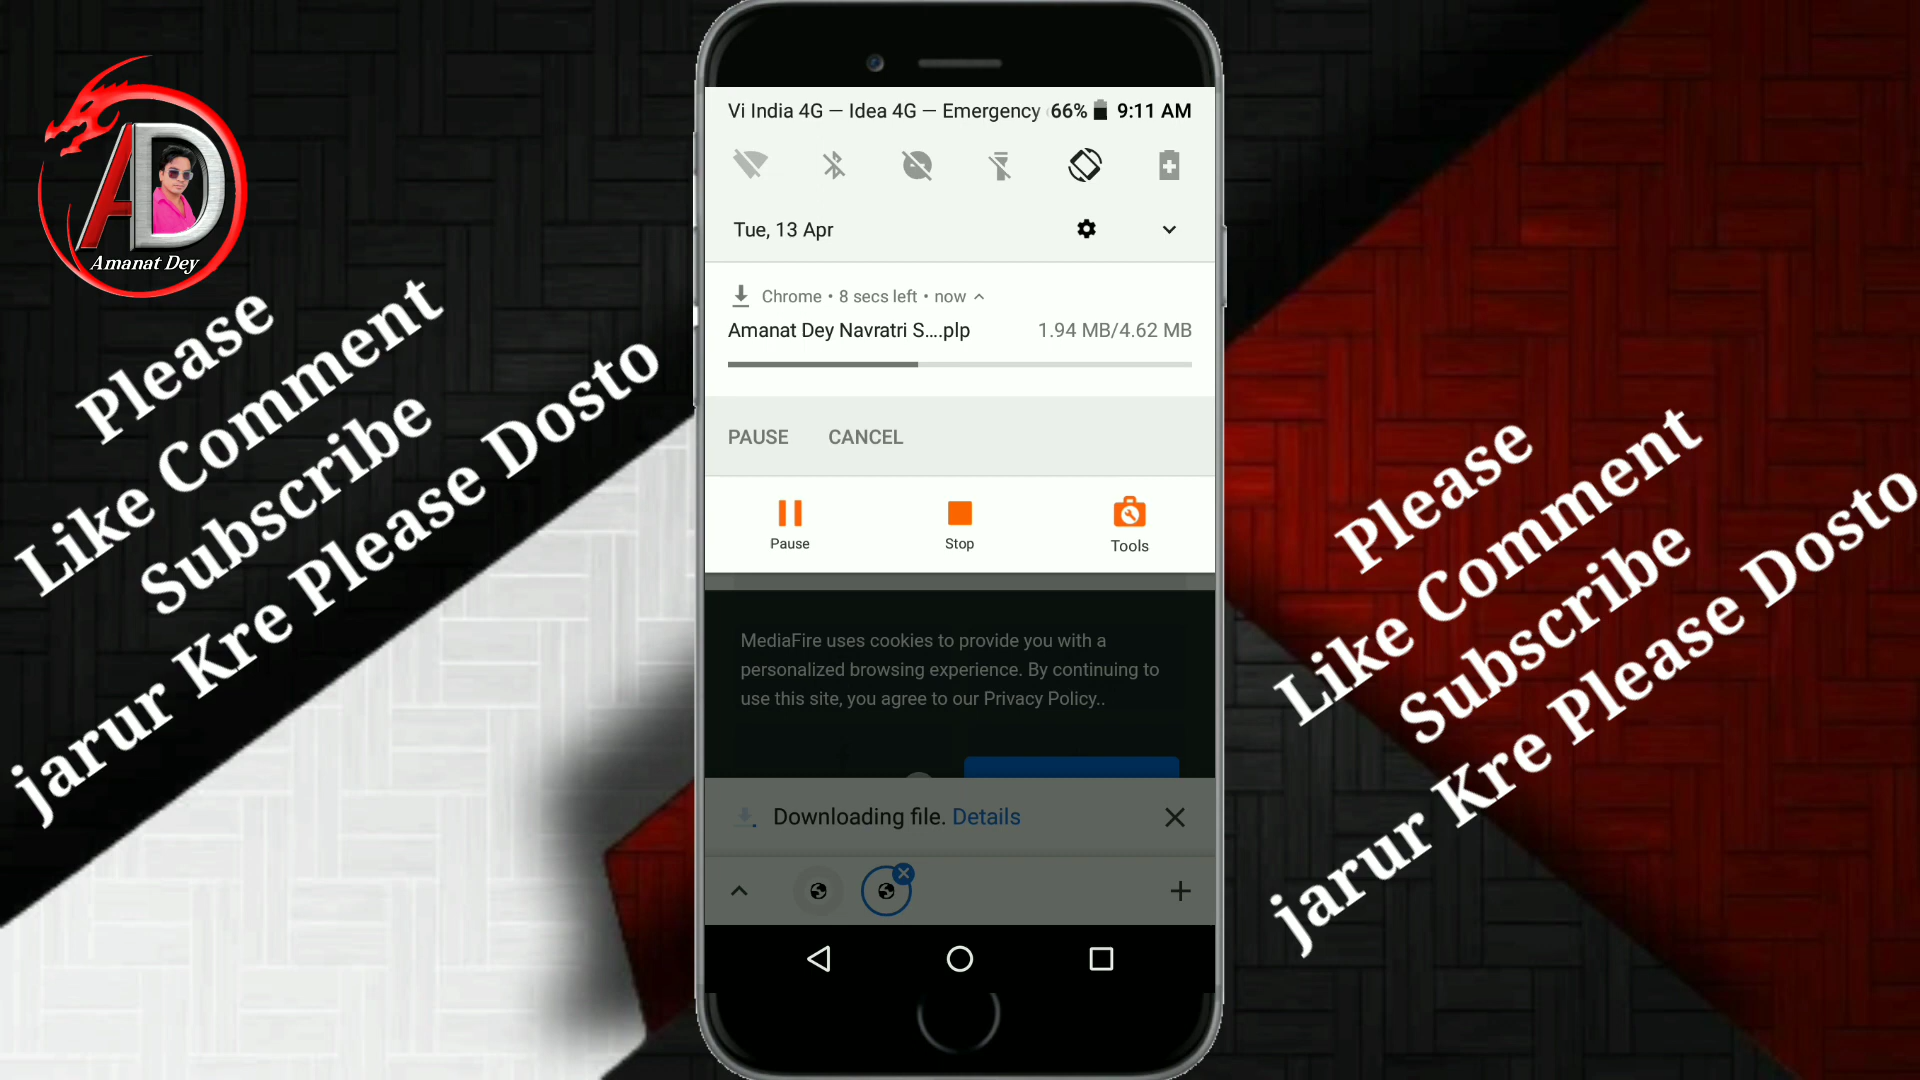 AD
Amanat Dey
Please
Like Comment
Subscribe
jarur Kre Please Dosto
Vi India 4G — Idea 4G — Emergency 66% 9:11 AM
Tue, 13 Apr
Chrome • 8 secs left • now
Amanat Dey Navratri S....plp 1.94 MB/4.62 MB
PAUSE CANCEL
Pause Stop Tools
MediaFire uses cookies to provide you with a
personalized browsing experience. By continuing to
use this site, you agree to our Privacy Policy..
Downloading file. Details
Please
Like Comment
Subscribe
jarur Kre Please Dosto